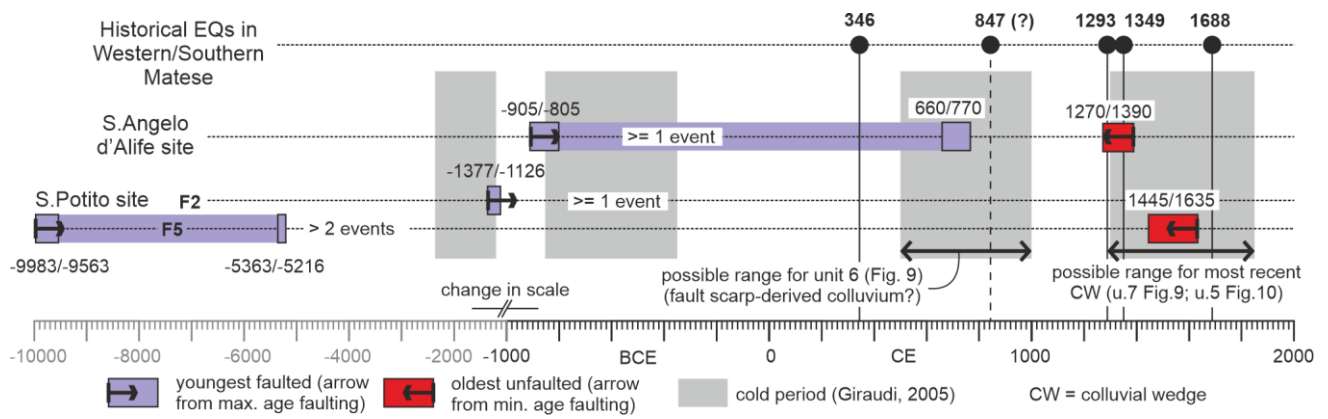 Historical EQs in
Western/Southern
Matese
346
847 (?)
1293
1349
1688
S.Angelo
d'Alife site
-905/-805
>= 1 event
660/770
1270/1390
-1377/-1126
S.Potito site
F2
>= 1 event
1445/1635
F5
> 2 events
-9983/-9563
-5363/-5216
change in scale
possible range for unit 6 (Fig. 9)
(fault scarp-derived colluvium?)
possible range for most recent
CW (u.7 Fig.9; u.5 Fig.10)
-10000
-8000
-6000
-4000
-2000
-1000
BCE
0
CE
1000
2000
youngest faulted (arrow
from max. age faulting)
oldest unfaulted (arrow
from min. age faulting)
cold period (Giraudi, 2005)
CW = colluvial wedge